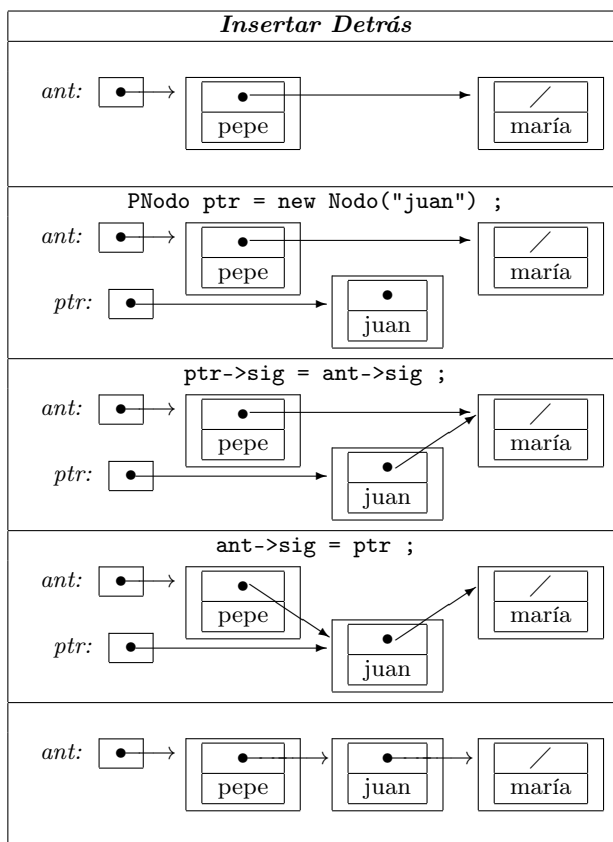 Insertar Detrás
ant:
pepe
maría
PNodo ptr = new Nodo("juan") ;
ant:
pepe
maría
ptr:
juan
ptr->sig = ant->sig ;
ant:
pepe
maría
ptr:
juan
ant->sig = ptr ;
ant:
pepe
maría
ptr:
juan
ant:
pepe juan maría